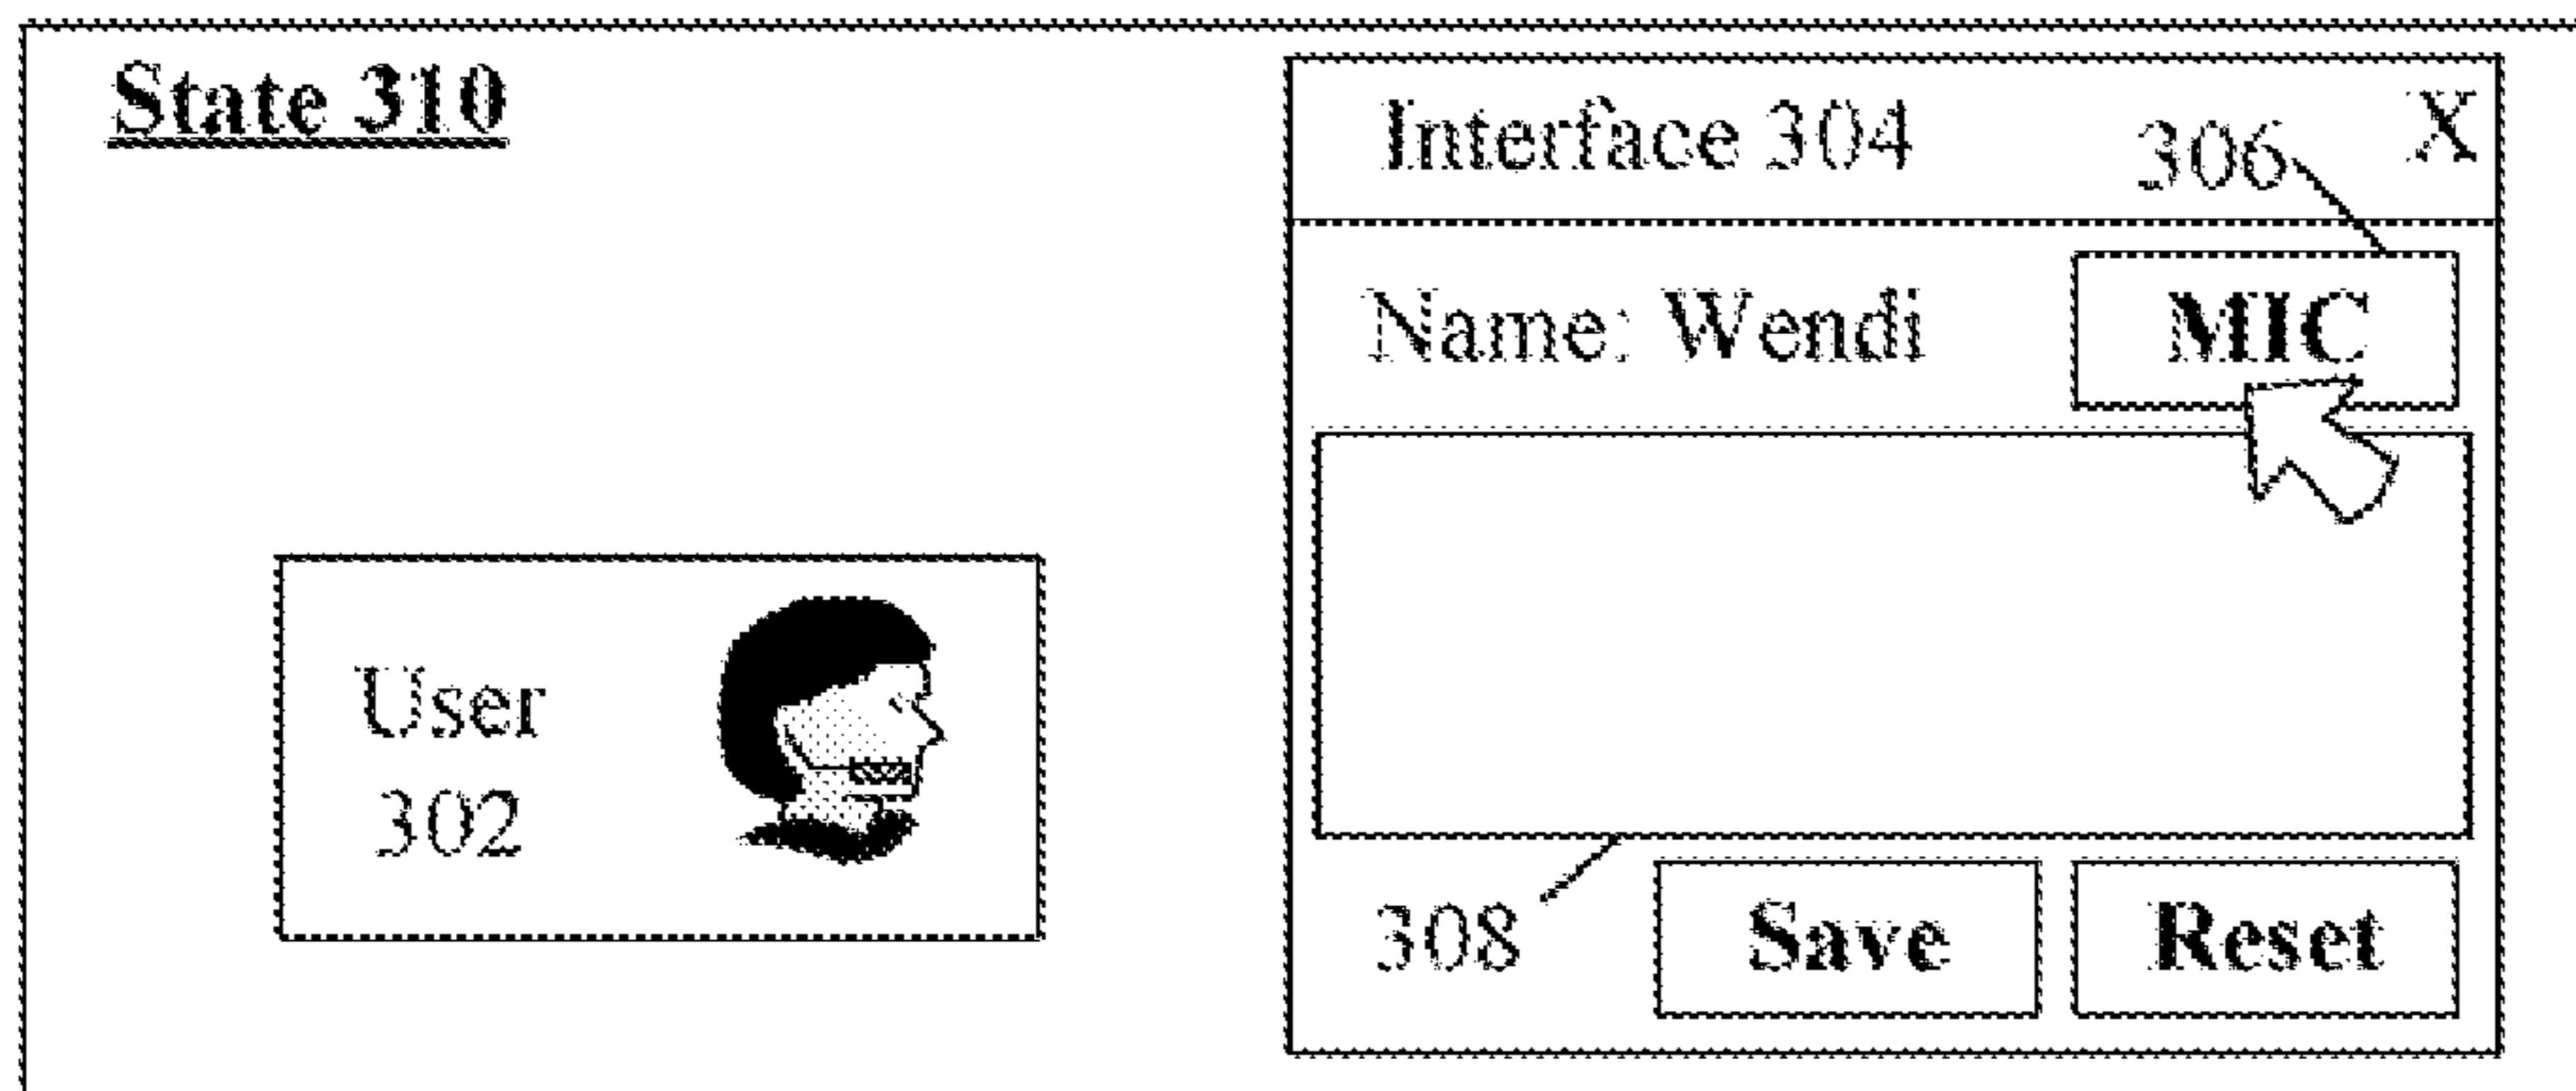 State 310
Interface 304
306
X
Name: Wendi
MIC
User
302
308
Save
Reset